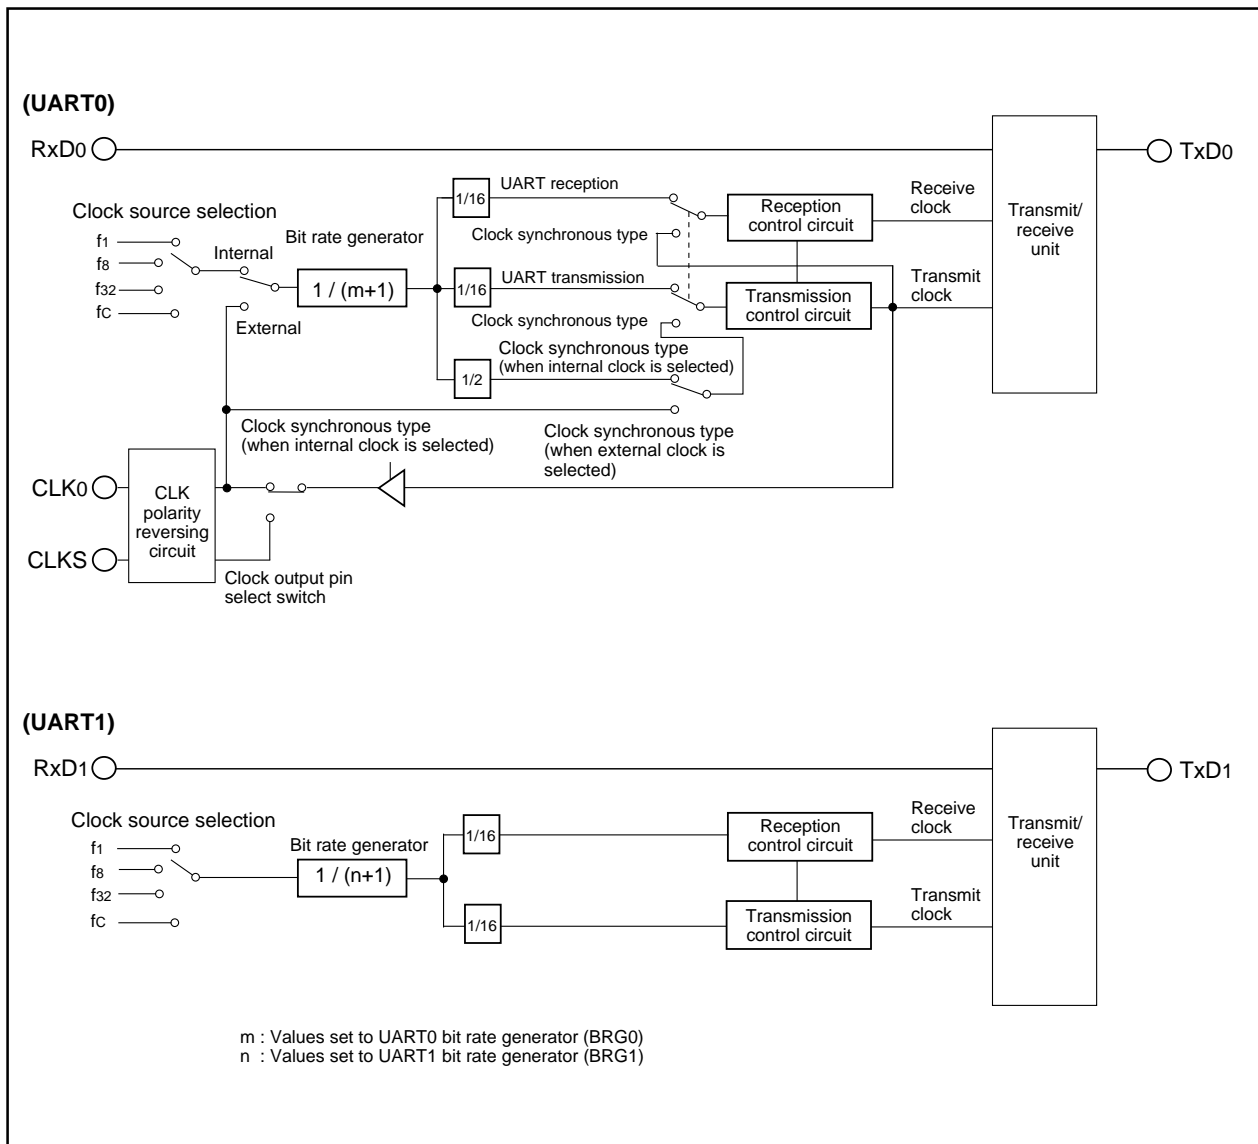 (UART0)
RxD0
TxD0
Clock source selection
f1
f8
f32
fC
Internal
External
Bit rate generator
1 / (m+1)
1/16
UART reception
Clock synchronous type
1/16
UART transmission
Clock synchronous type
1/2
Clock synchronous type
(when internal clock is selected)
Reception
control circuit
Transmission
control circuit
Receive
clock
Transmit
clock
Transmit/
receive
unit
Clock synchronous type
(when internal clock is selected)
Clock synchronous type
(when external clock is
selected)
CLK0
CLKS
CLK
polarity
reversing
circuit
Clock output pin
select switch
(UART1)
RxD1
TxD1
Clock source selection
f1
f8
f32
fC
Bit rate generator
1 / (n+1)
1/16
1/16
Reception
control circuit
Transmission
control circuit
Receive
clock
Transmit
clock
Transmit/
receive
unit
m : Values set to UART0 bit rate generator (BRG0)
n : Values set to UART1 bit rate generator (BRG1)